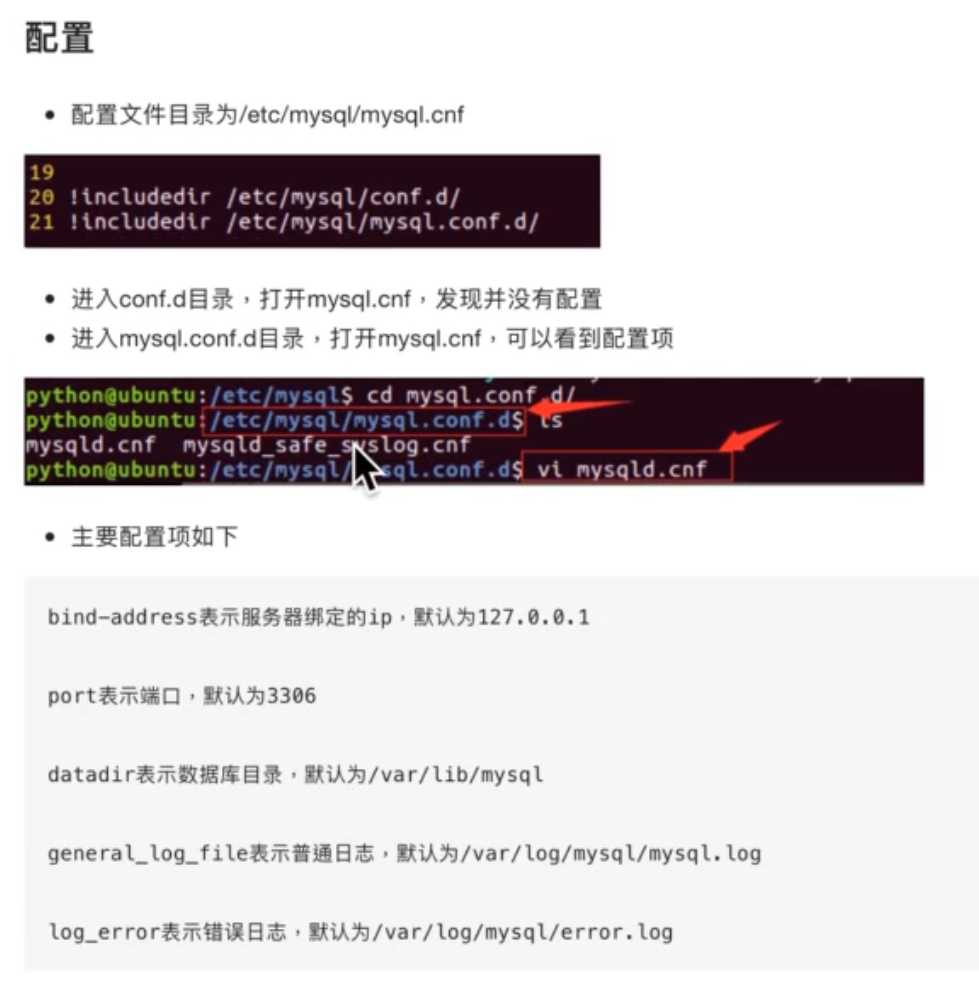 配置
配置文件目录为/etc/mysql/mysql.cnf
19
20 !includedir /etc/mysql/conf.d/
21 !includedir /etc/mysql/mysql.conf.d/
进入conf.d目录，打开mysql.cnf，发现并没有配置
进入mysql.conf.d目录，打开mysql.cnf，可以看到配置项
python@ubuntu:/etc/mysql$ cd mysql.conf.d/
python@ubuntu:/etc/mysql/mysql.conf.d$ ls
mysqld.cnf mysqld_safe_syslog.cnf
python@ubuntu:/etc/mysql/mysql.conf.d$ vi mysqld.cnf
主要配置项如下
bind-address表示服务器绑定的ip，默认为127.0.0.1
port表示端口，默认为3306
datadir表示数据库目录，默认为/var/lib/mysql
general_log_file表示普通日志，默认为/var/log/mysql/mysql.log
log_error表示错误日志，默认为/var/log/mysql/error.log